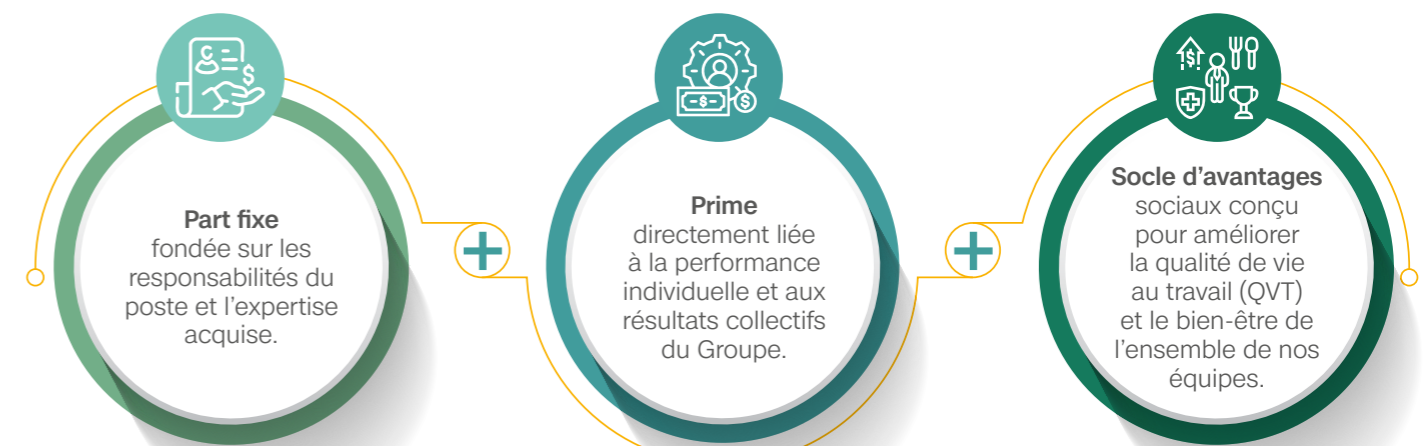 Part fixe
fondée sur les
responsabilités du
poste et l’expertise
acquise.
+
Prime
directement liée
à la performance
individuelle et aux
résultats collectifs
du Groupe.
+
Socle d’avantages
sociaux conçu
pour améliorer
la qualité de vie
au travail (QVT)
et le bien-être de
l’ensemble de nos
équipes.